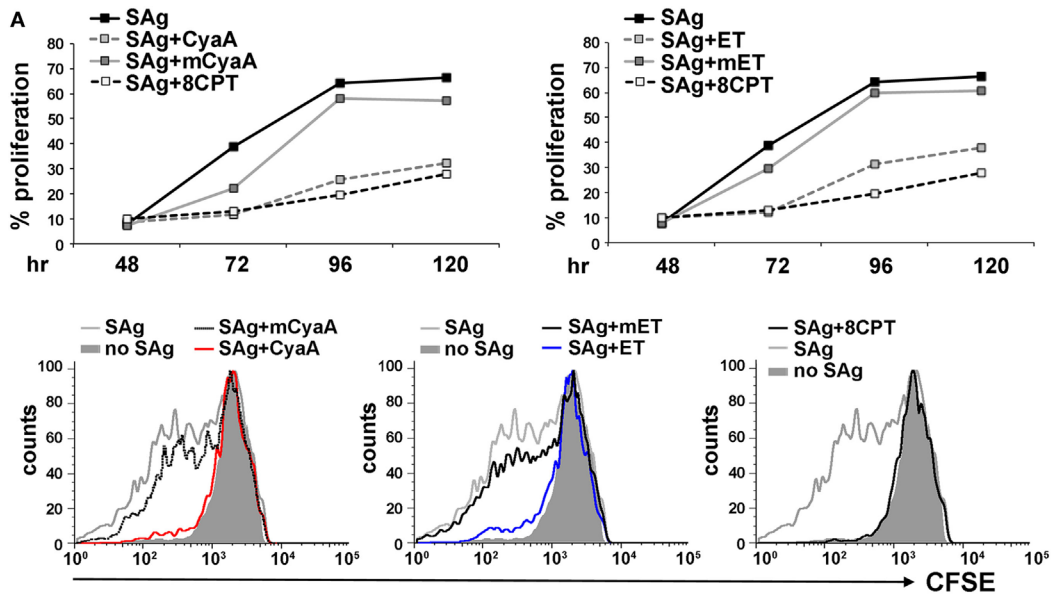 A
SAg
SAg+CyaA
SAg+mCyaA
SAg+8CPT
% proliferation
80
70
60
50
40
30
20
10
0
hr
48 72 96 120
SAg
SAg+ET
SAg+mET
SAg+8CPT
% proliferation
80
70
60
50
40
30
20
10
0
48 72 96 120
SAg SAg+mCyaA
no SAg SAg+CyaA
counts
100
80
60
40
20
0
10⁰ 10² 10³ 10⁴ 10⁵
SAg SAg+mET
no SAg SAg+ET
counts
100
80
60
40
20
0
10⁰ 10² 10³ 10⁴ 10⁵
SAg+8CPT
SAg
no SAg
counts
100
80
60
40
20
0
10⁰ 10² 10³ 10⁴ 10⁵
CFSE